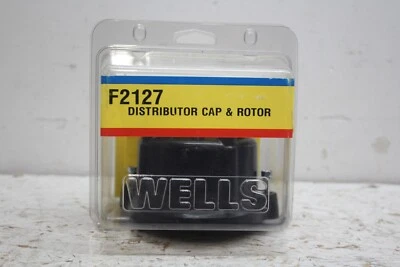 F2127
DISTRIBUTOR CAP & ROTOR
WELLS